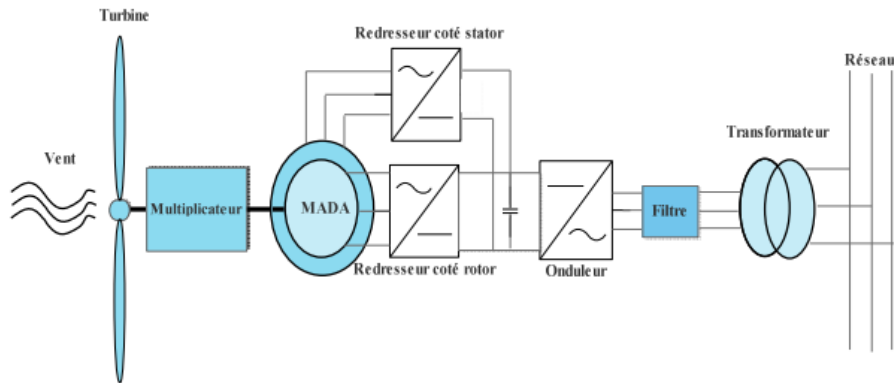 Turbine
Redresseur coté stator
Réseau
Transformateur
Vent
Multiplicateur
MADA
Filtre
Redresseur coté rotor
Onduleur